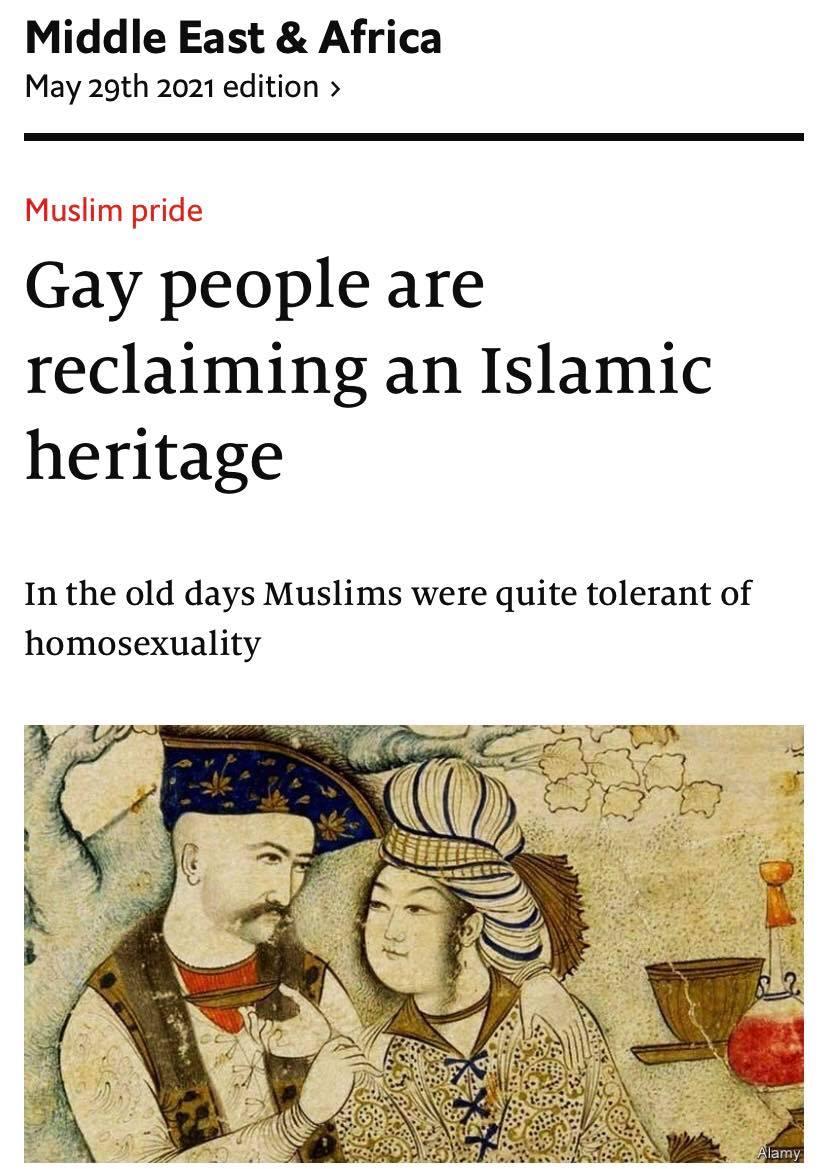 Middle East & Africa
May 29th 2021 edition >
Muslim pride
Gay people are
reclaiming an Islamic
heritage
In the old days Muslims were quite tolerant of
homosexuality
Alamy